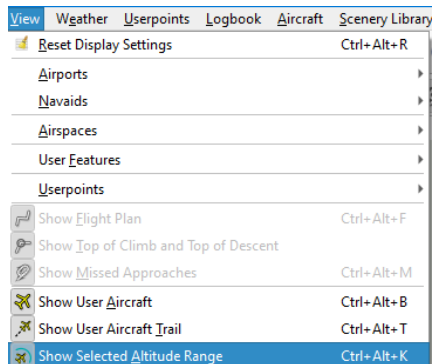 View Weather Userpoints Logbook Aircraft Scenery Library
Reset Display Settings Ctrl+Alt+R
Airports
Navaids
Airspaces
User Features
Userpoints
Show Flight Plan Ctrl+Alt+F
Show Top of Climb and Top of Descent
Show Missed Approaches Ctrl+Alt+M
Show User Aircraft Ctrl+Alt+B
Show User Aircraft Trail Ctrl+Alt+T
Show Selected Altitude Range Ctrl+Alt+K